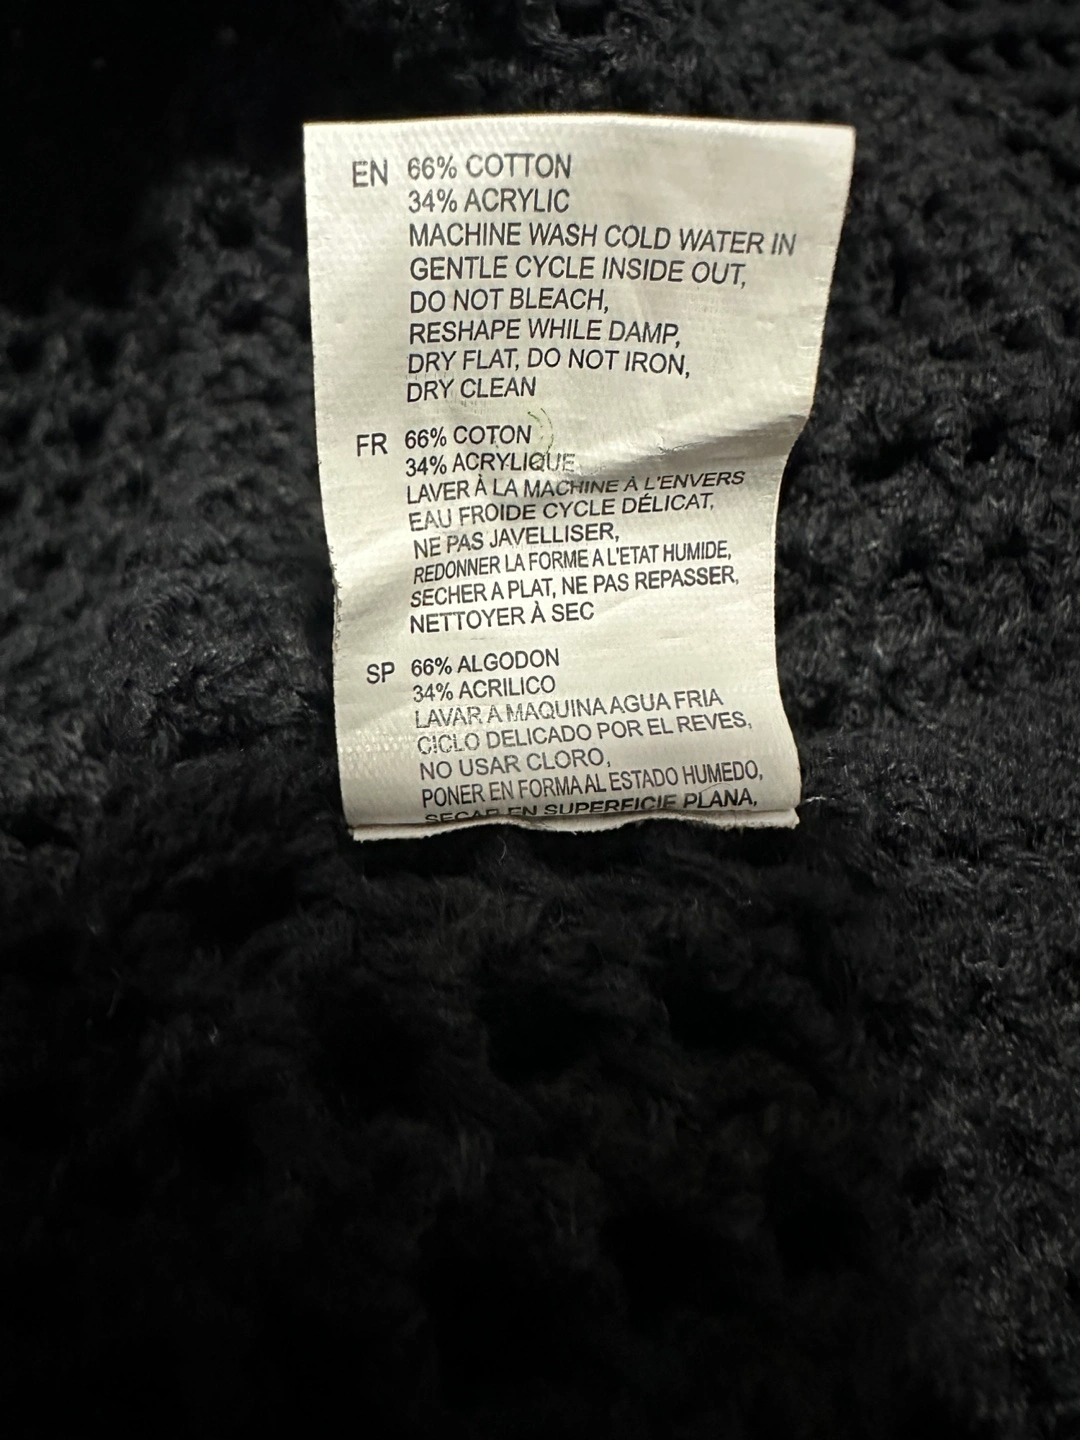 EN 66% COTTON
34% ACRYLIC
MACHINE WASH COLD WATER IN
GENTLE CYCLE INSIDE OUT,
DO NOT BLEACH,
RESHAPE WHILE DAMP,
DRY FLAT, DO NOT IRON,
DRY CLEAN
FR 66% COTON
34% ACRYLIQUE
LAVER À LA MACHINE À L'ENVERS
EAU FROIDE CYCLE DÉLICAT,
NE PAS JAVELLISER,
REDONNER LA FORME A L'ETAT HUMIDE,
SECHER A PLAT, NE PAS REPASSER,
NETTOYER À SEC
SP 66% ALGODON
34% ACRILICO
LAVAR A MAQUINA AGUA FRIA
CICLO DELICADO POR EL REVES,
NO USAR CLORO,
PONER EN FORMA AL ESTADO HUMEDO,
SECAR EN SUPERFICIE PLANA,